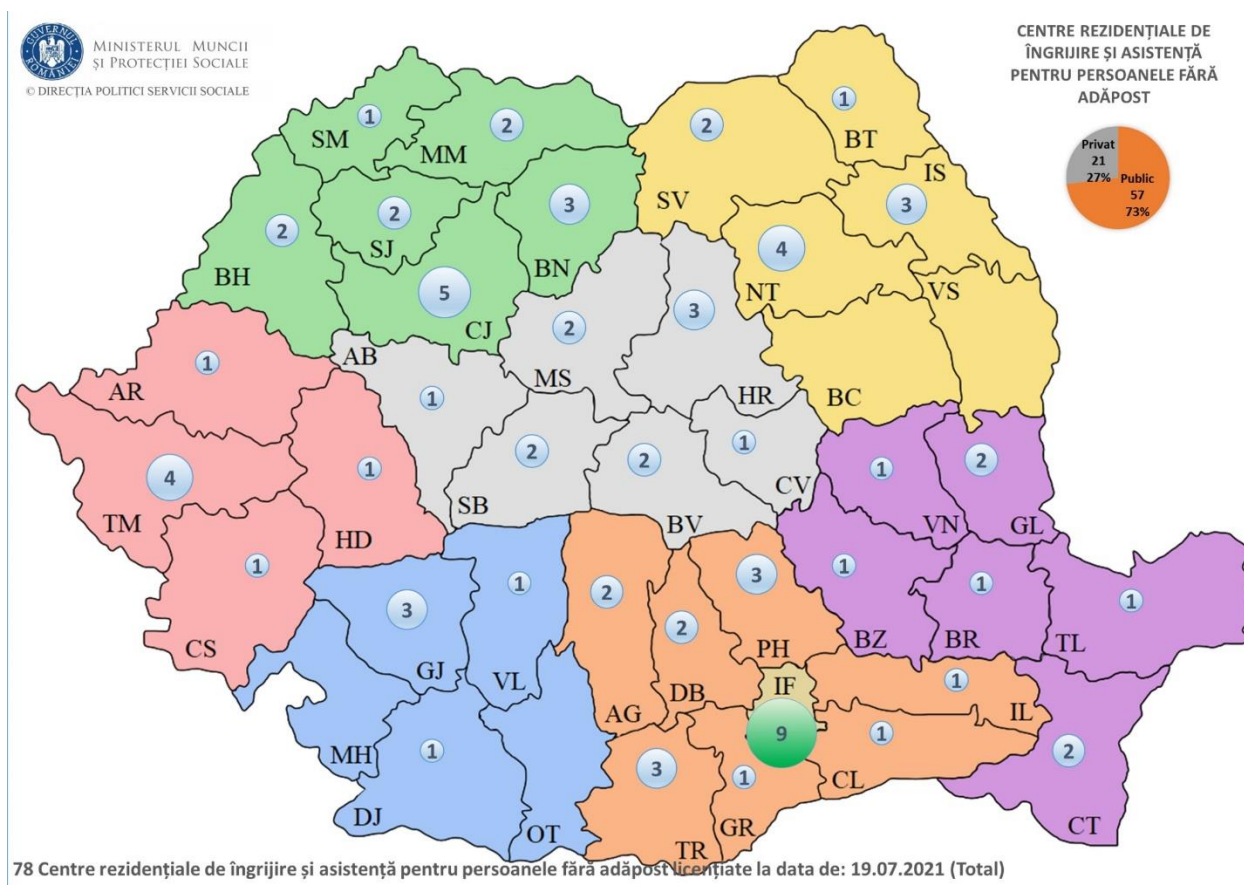 MINISTERUL MUNCII
ȘI PROTECȚIEI SOCIALE
© DIRECȚIA POLITICI SERVICII SOCIALE
GUVERNUL ROMÂNIEI
CENTRE REZIDENȚIALE DE
ÎNGRIJIRE ȘI ASISTENȚĂ
PENTRU PERSOANELE FĂRĂ
ADĂPOST
Privat
21
27%
Public
57
73%
SM 1
MM 2
SV 2
BT 1
IS 3
BH 2
SJ 2
BN 3
NT 4
VS
CJ 5
AB 1
MS 2
HR 3
BC
AR 1
TM 4
HD 1
SB 2
BV 2
CV 1
VN 1
GL 2
CS 1
GJ 3
VL 1
AG 2
DB 2
PH 3
BZ 1
BR 1
TL 1
IF
9
IL 1
MH
DJ 1
OT
TR 3
GR 1
CL 1
CT 2
78 Centre rezidențiale de îngrijire și asistență pentru persoanele fără adăpost licențiate la data de: 19.07.2021 (Total)